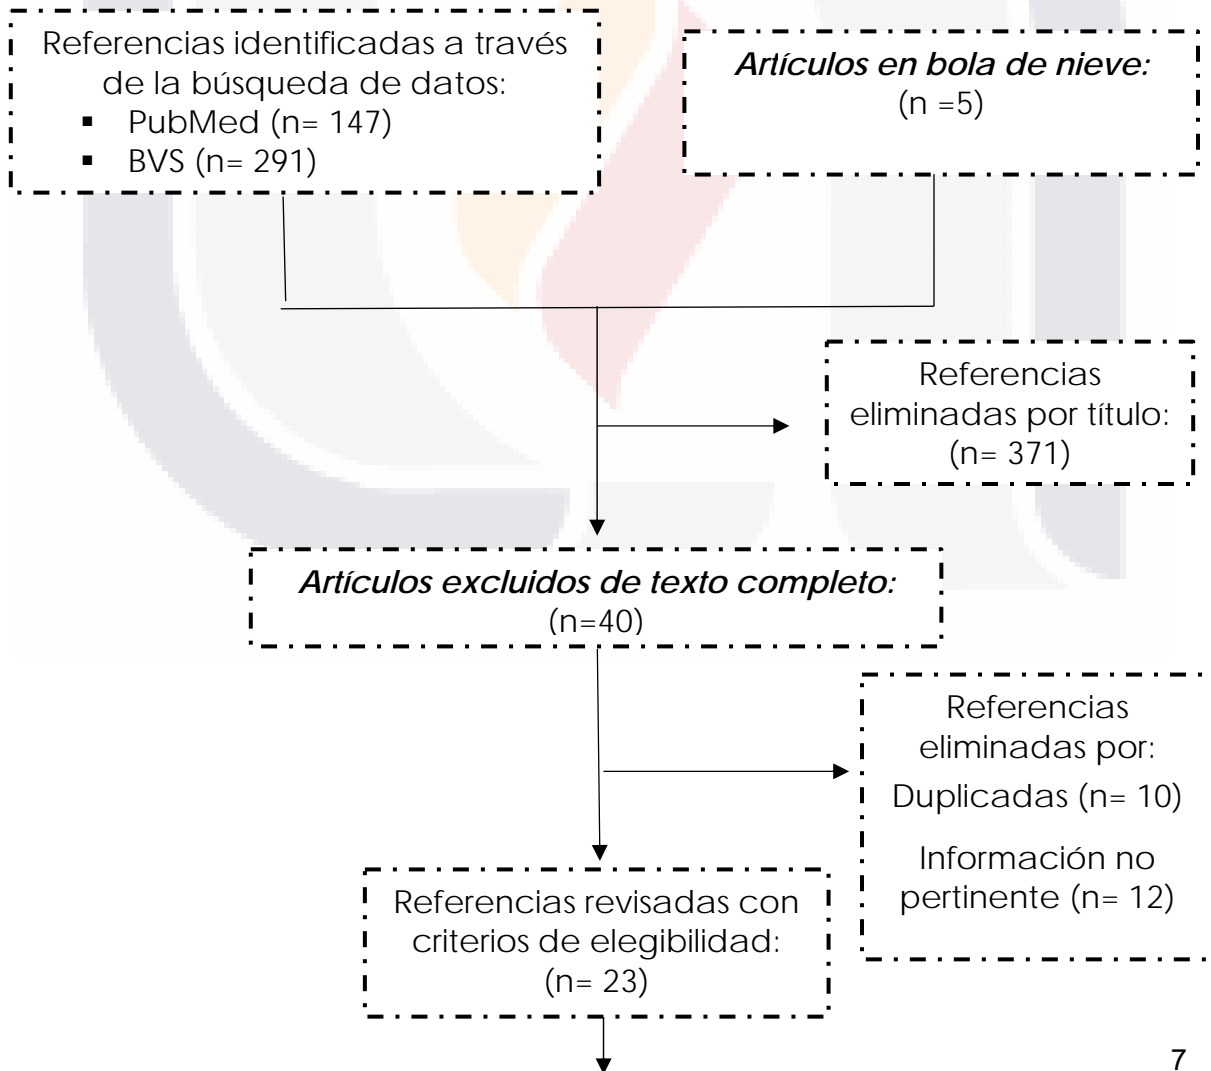 Referencias identificadas a través
de la búsqueda de datos:
▪ PubMed (n= 147)
▪ BVS (n= 291)
Artículos en bola de nieve:
(n =5)
Referencias
eliminadas por título:
(n= 371)
Artículos excluidos de texto completo:
(n=40)
Referencias
eliminadas por:
Duplicadas (n= 10)
Información no
pertinente (n= 12)
Referencias revisadas con
criterios de elegibilidad:
(n= 23)
7